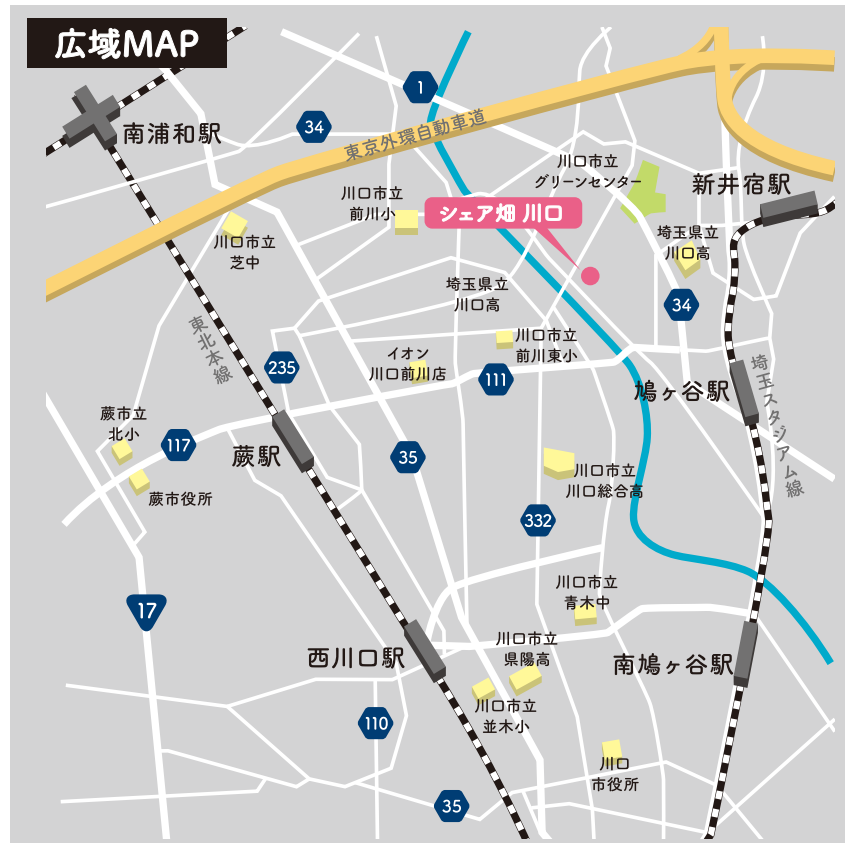 広域MAP
1
34
南浦和駅
東京外環自動車道
川口市立
グリーンセンター
新井宿駅
川口市立
前川小
シェア畑 川口
川口市立
芝中
埼玉県立
川口高
埼玉県立
川口高
34
東北本線
川口市立
前川東小
イオン
川口前川店
235
111
鳩ヶ谷駅
埼玉スタジアム線
蕨市立
北小
117
蕨駅
35
蕨市役所
川口市立
川口総合高
332
17
川口市立
青木中
西川口駅
川口市立
県陽高
南鳩ヶ谷駅
川口市立
並木小
110
川口
市役所
35